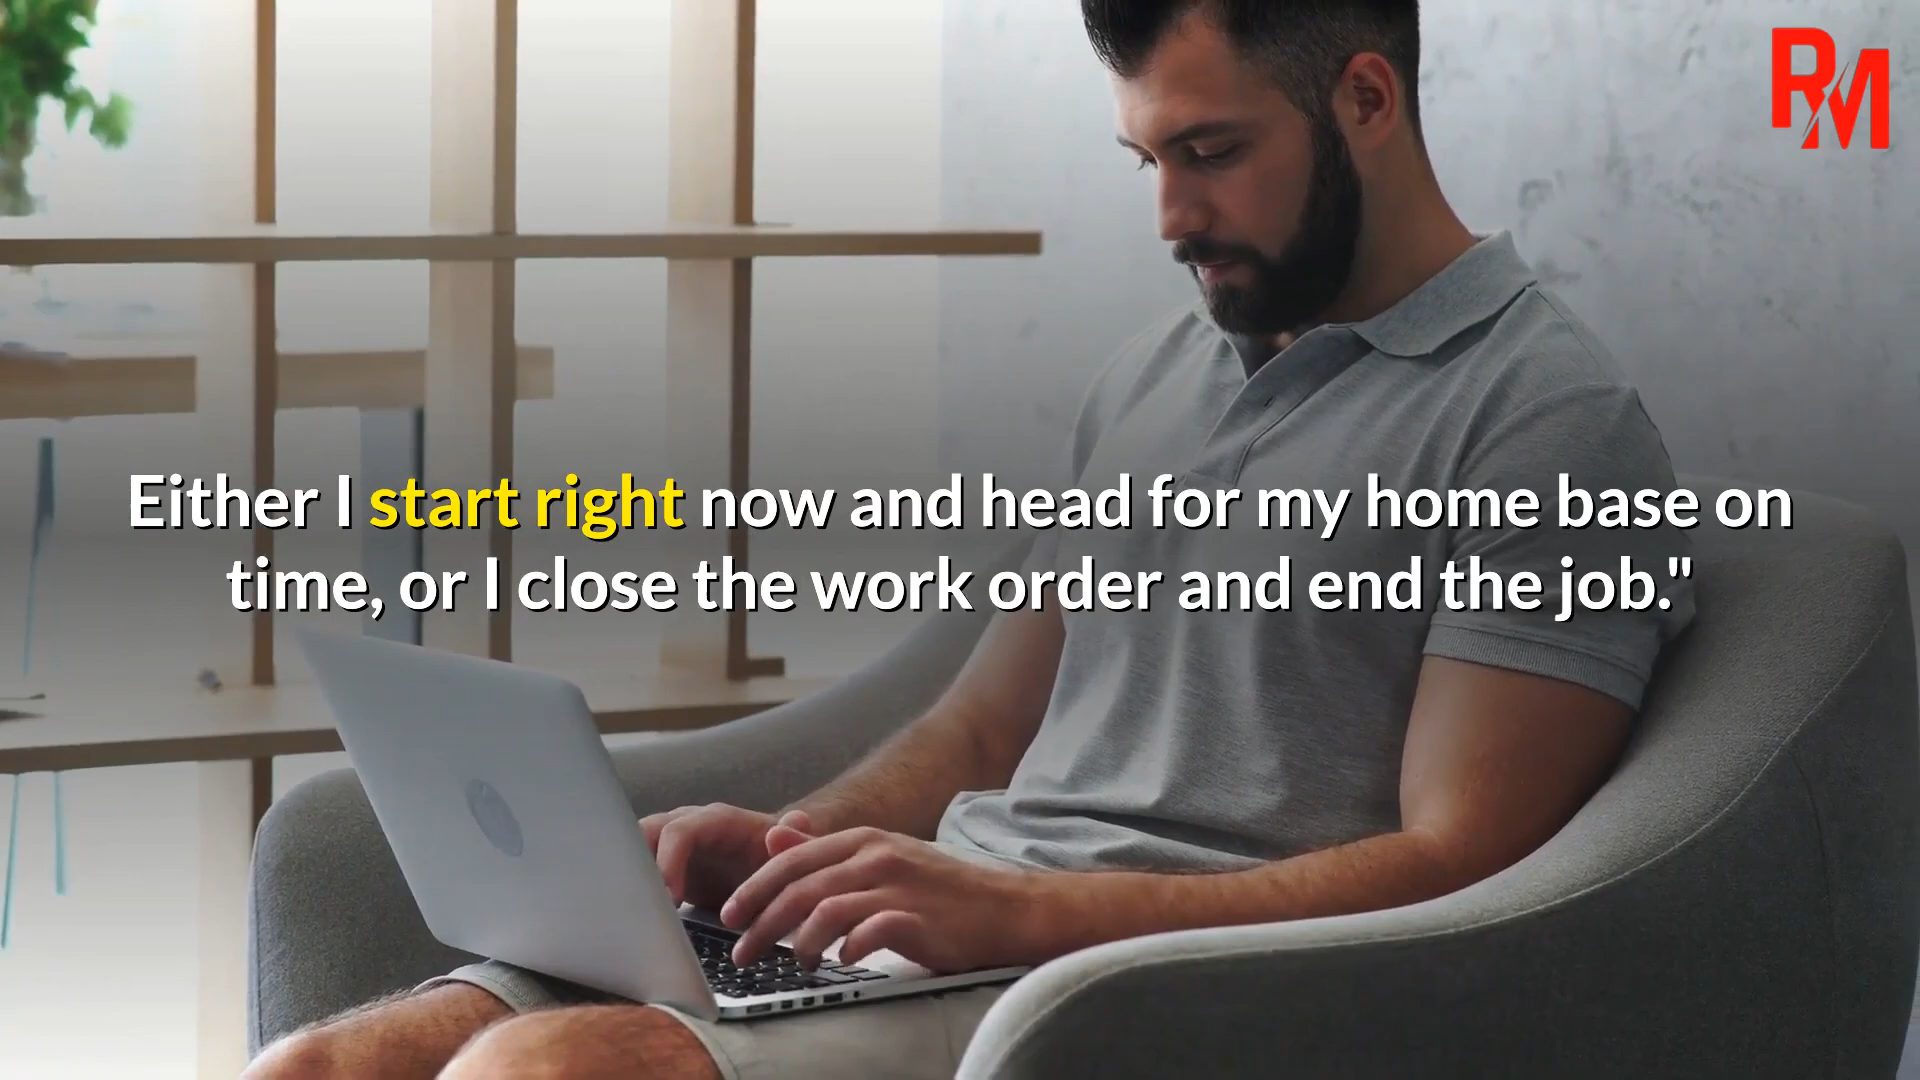 RM
Either I start right now and head for my home base on
time, or I close the work order and end the job."